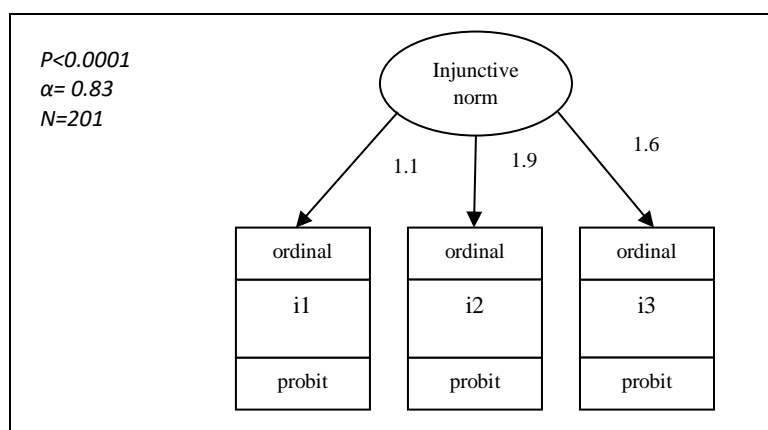 P<0.0001
α= 0.83
N=201
Injunctive
norm
1.1
1.9
1.6
ordinal
ordinal
ordinal
i1
i2
i3
probit
probit
probit